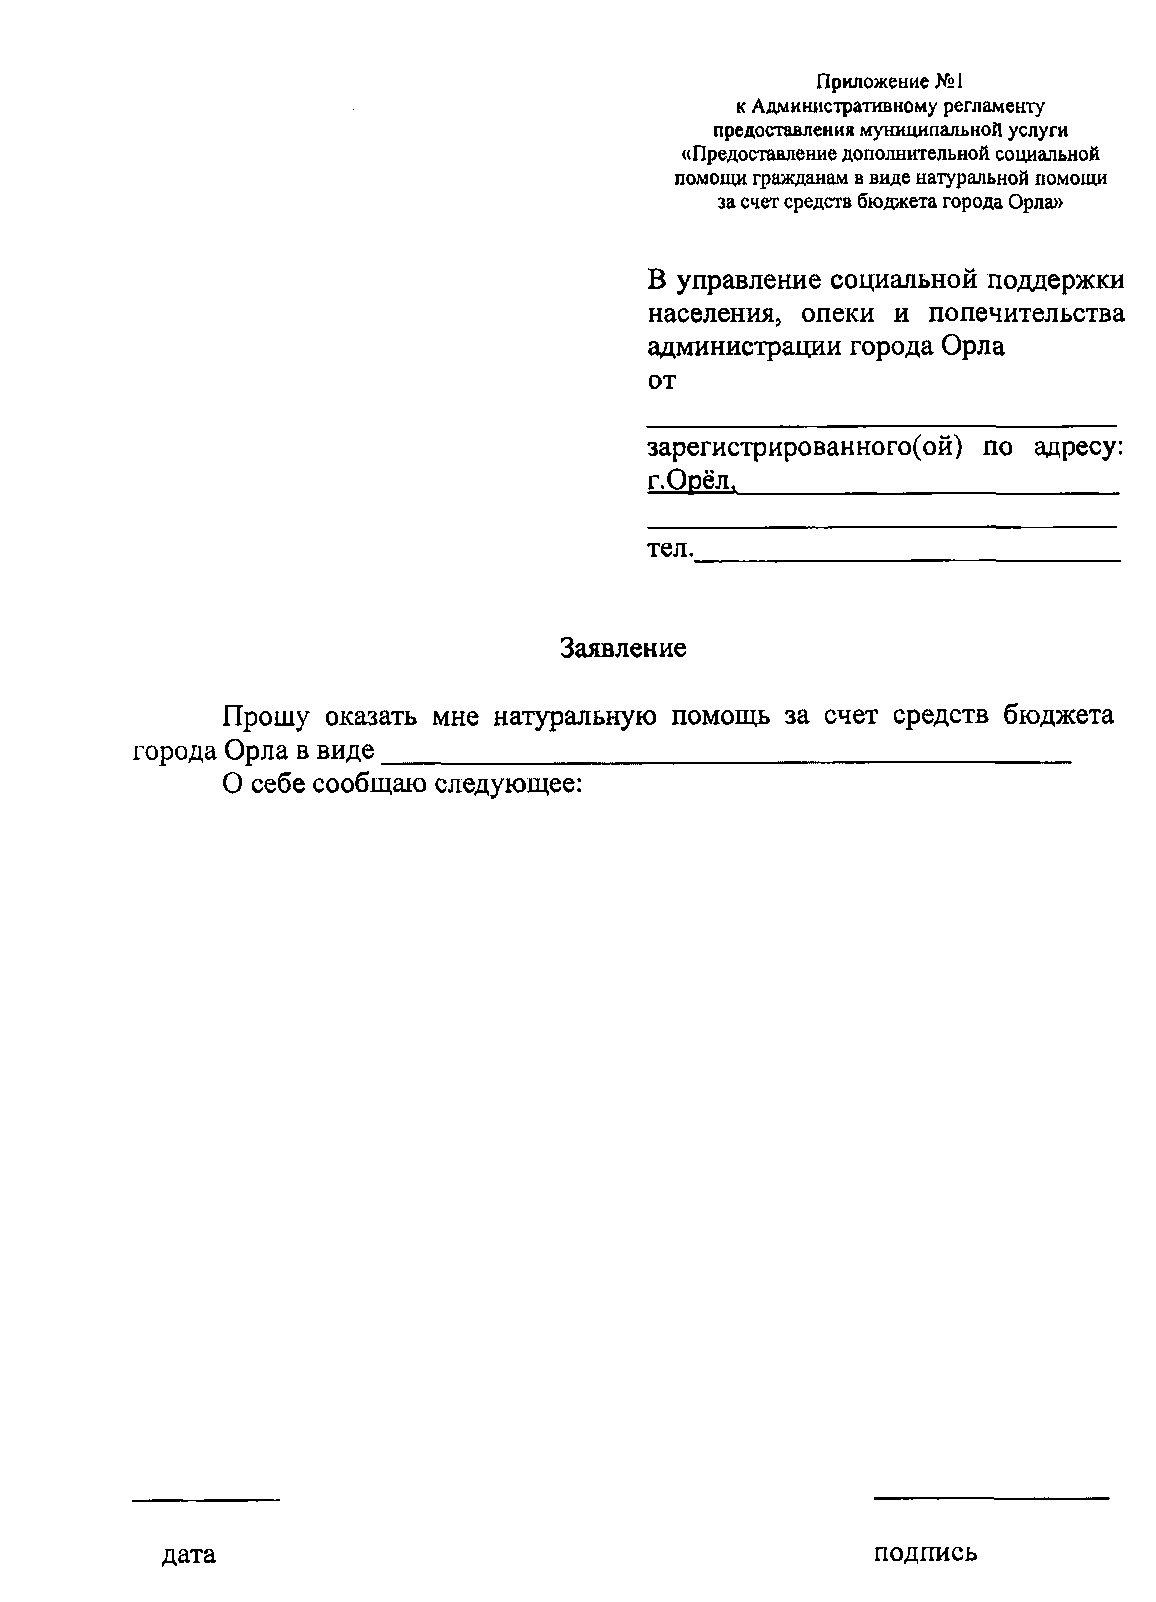 Приложение №1
к Административному регламенту
предоставления муниципальной услуги
«Предоставление дополнительной социальной
помощи гражданам в виде натуральной помощи
за счет средств бюджета города Орла»
В управление социальной поддержки
населения, опеки и попечительства
администрации города Орла
от
зарегистрированного(ой) по адресу:
г.Орёл,
тел.
Заявление
Прошу оказать мне натуральную помощь за счет средств бюджета
города Орла в виде
О себе сообщаю следующее:
дата подпись